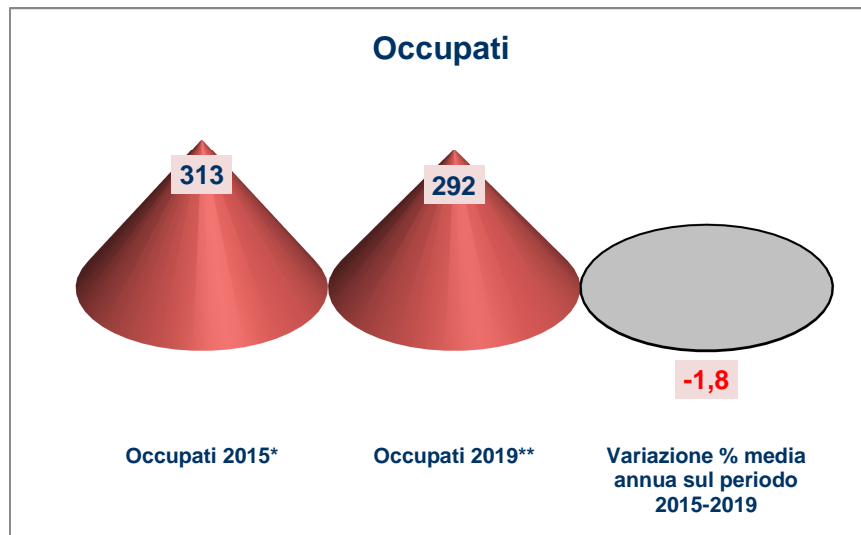 Occupati
313
292
-1,8
Occupati 2015*
Occupati 2019**
Variazione % media
annua sul periodo
2015-2019